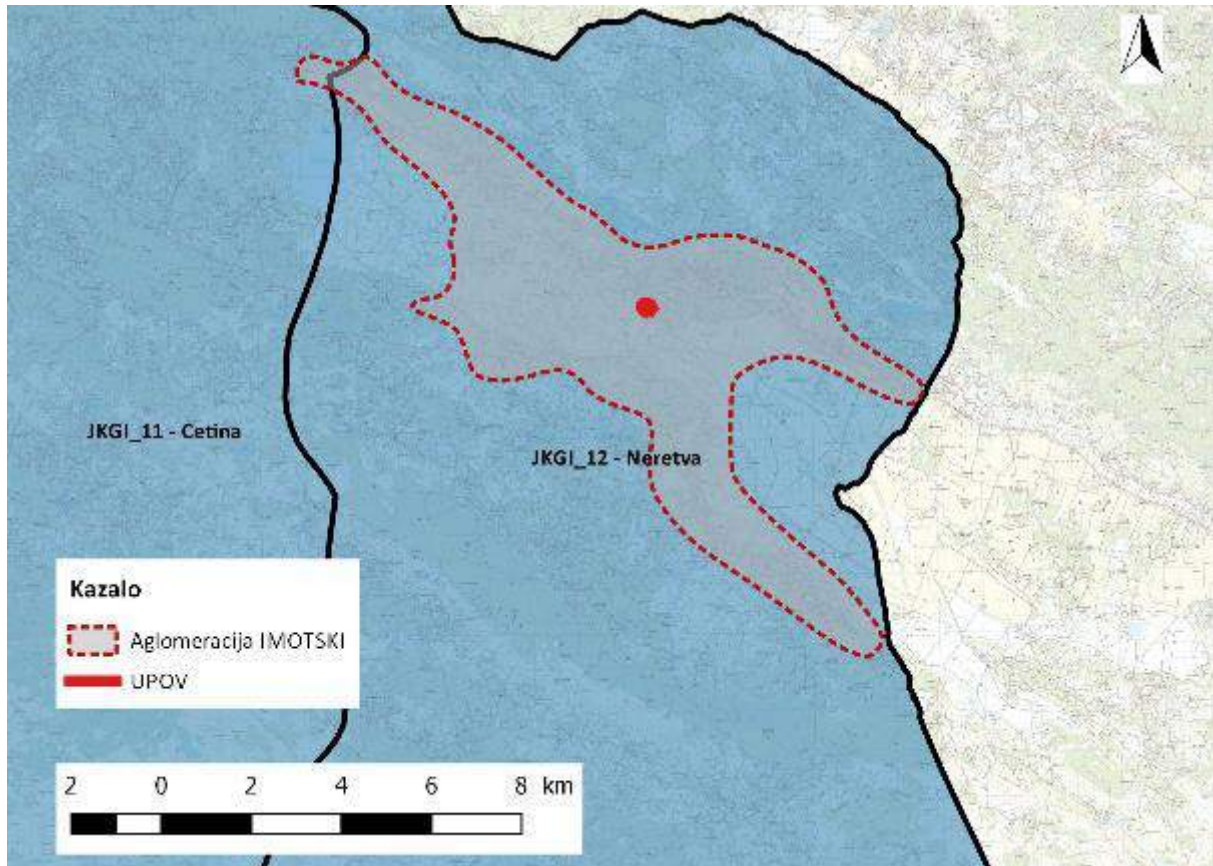 JKGI_11 - Cetina
JKGI_12 - Neretva
Kazalo
Aglomeracija IMOTSKI
UPOV
2 0 2 4 6 8 km